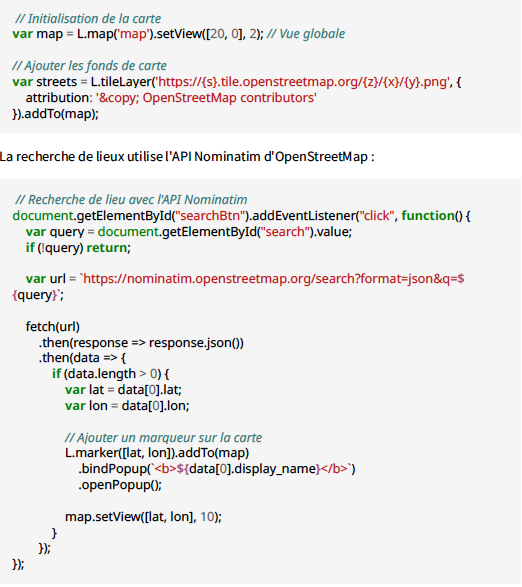 // Initialisation de la carte
var map = L.map('map').setView([20, 0], 2); // Vue globale
// Ajouter les fonds de carte
var streets = L.tileLayer('https://{s}.tile.openstreetmap.org/{z}/{x}/{y}.png', {
attribution: '&copy; OpenStreetMap contributors'
}).addTo(map);
La recherche de lieux utilise l'API Nominatim d'OpenStreetMap :
// Recherche de lieu avec l'API Nominatim
document.getElementById("searchBtn").addEventListener("click", function() {
var query = document.getElementById("search").value;
if (!query) return;
var url = `https://nominatim.openstreetmap.org/search?format=json&q=$
{query}`;
fetch(url)
.then(response => response.json())
.then(data => {
if (data.length > 0) {
var lat = data[0].lat;
var lon = data[0].lon;
// Ajouter un marqueur sur la carte
L.marker([lat, lon]).addTo(map)
.bindPopup(`<b>${data[0].display_name}</b>`)
.openPopup();
map.setView([lat, lon], 10);
}
});
});